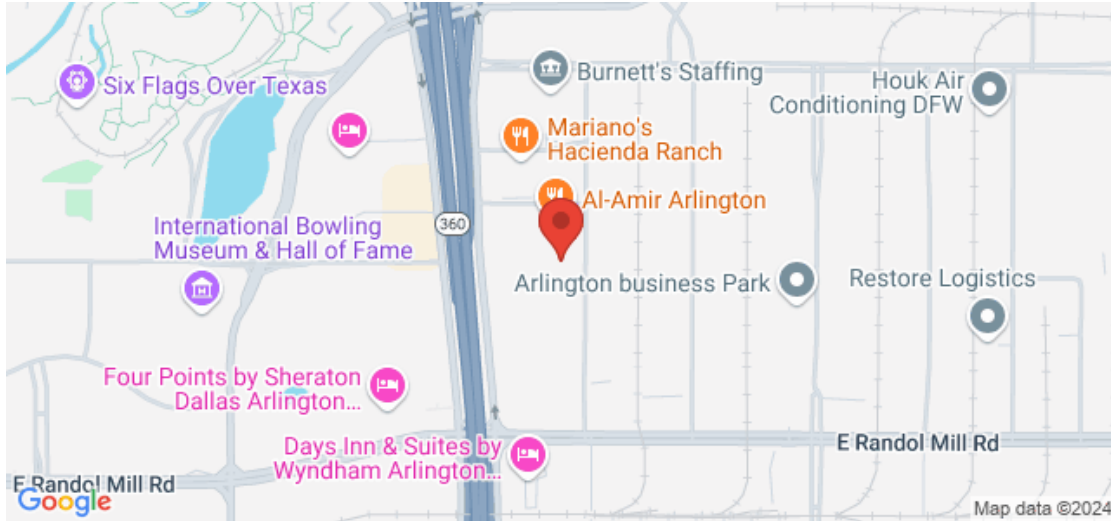 Six Flags Over Texas
Burnett's Staffing
Houk Air
Conditioning DFW
Mariano's
Hacienda Ranch
Al-Amir Arlington
International Bowling
Museum & Hall of Fame
360
Arlington business Park
Restore Logistics
Four Points by Sheraton
Dallas Arlington...
Days Inn & Suites by
Wyndham Arlington...
E Randol Mill Rd
E Randol Mill Rd
Google
Map data ©2024